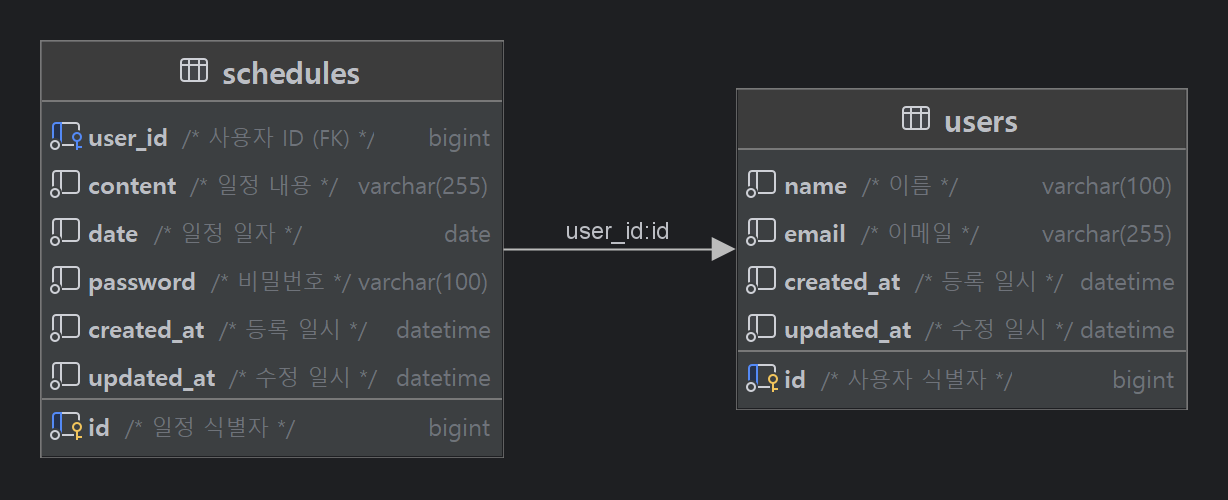 schedules
user_id /* 사용자 ID (FK) */ bigint
content /* 일정 내용 */ varchar(255)
date /* 일정 일자 */ date
password /* 비밀번호 */ varchar(100)
created_at /* 등록 일시 */ datetime
updated_at /* 수정 일시 */ datetime
id /* 일정 식별자 */ bigint
user_id:id
users
name /* 이름 */ varchar(100)
email /* 이메일 */ varchar(255)
created_at /* 등록 일시 */ datetime
updated_at /* 수정 일시 */ datetime
id /* 사용자 식별자 */ bigint